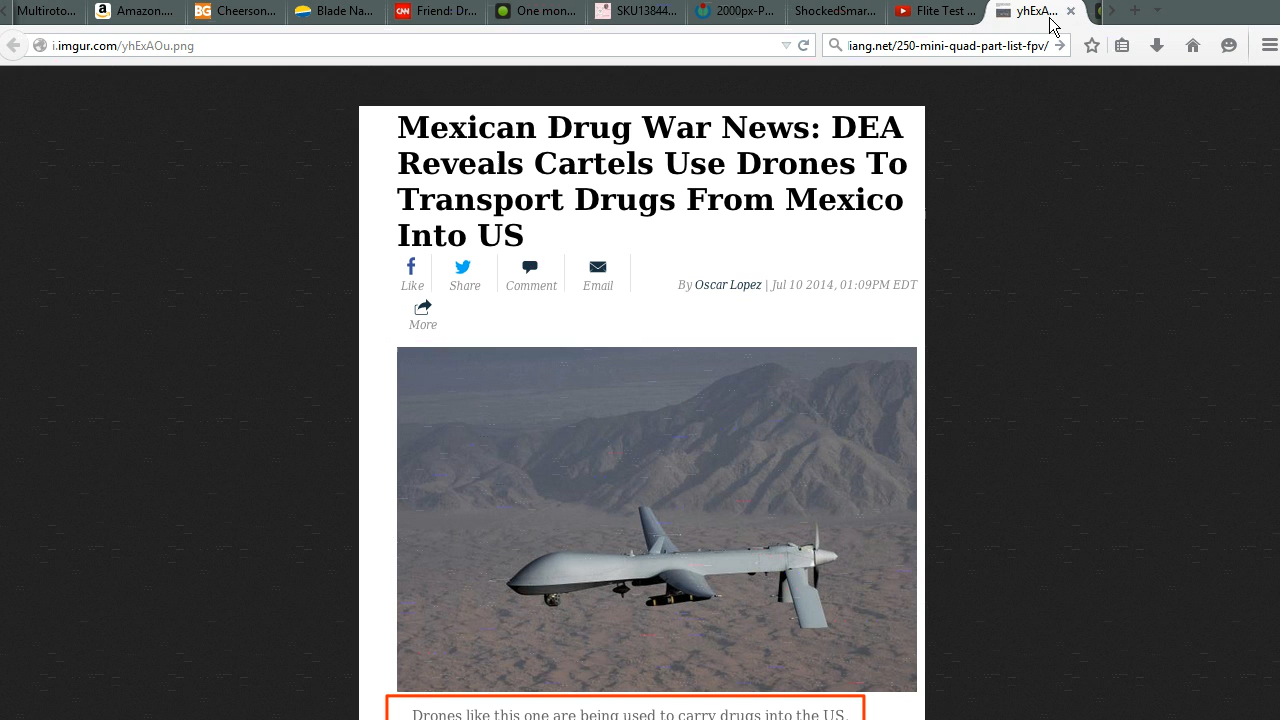 Multiroto...
Amazon....
BG Cheerson...
Blade Na...
CNN Friend: Dr...
One mon...
SKU13844...
2000px-P...
ShockedSmar...
Flite Test ...
yhExA...
i.imgur.com/yhExAOu.png
iang.net/250-mini-quad-part-list-fpv/
Mexican Drug War News: DEA
Reveals Cartels Use Drones To
Transport Drugs From Mexico
Into US
Like
Share
Comment
Email
By Oscar Lopez | Jul 10 2014, 01:09PM EDT
More
Drones like this one are being used to carry drugs into the US.